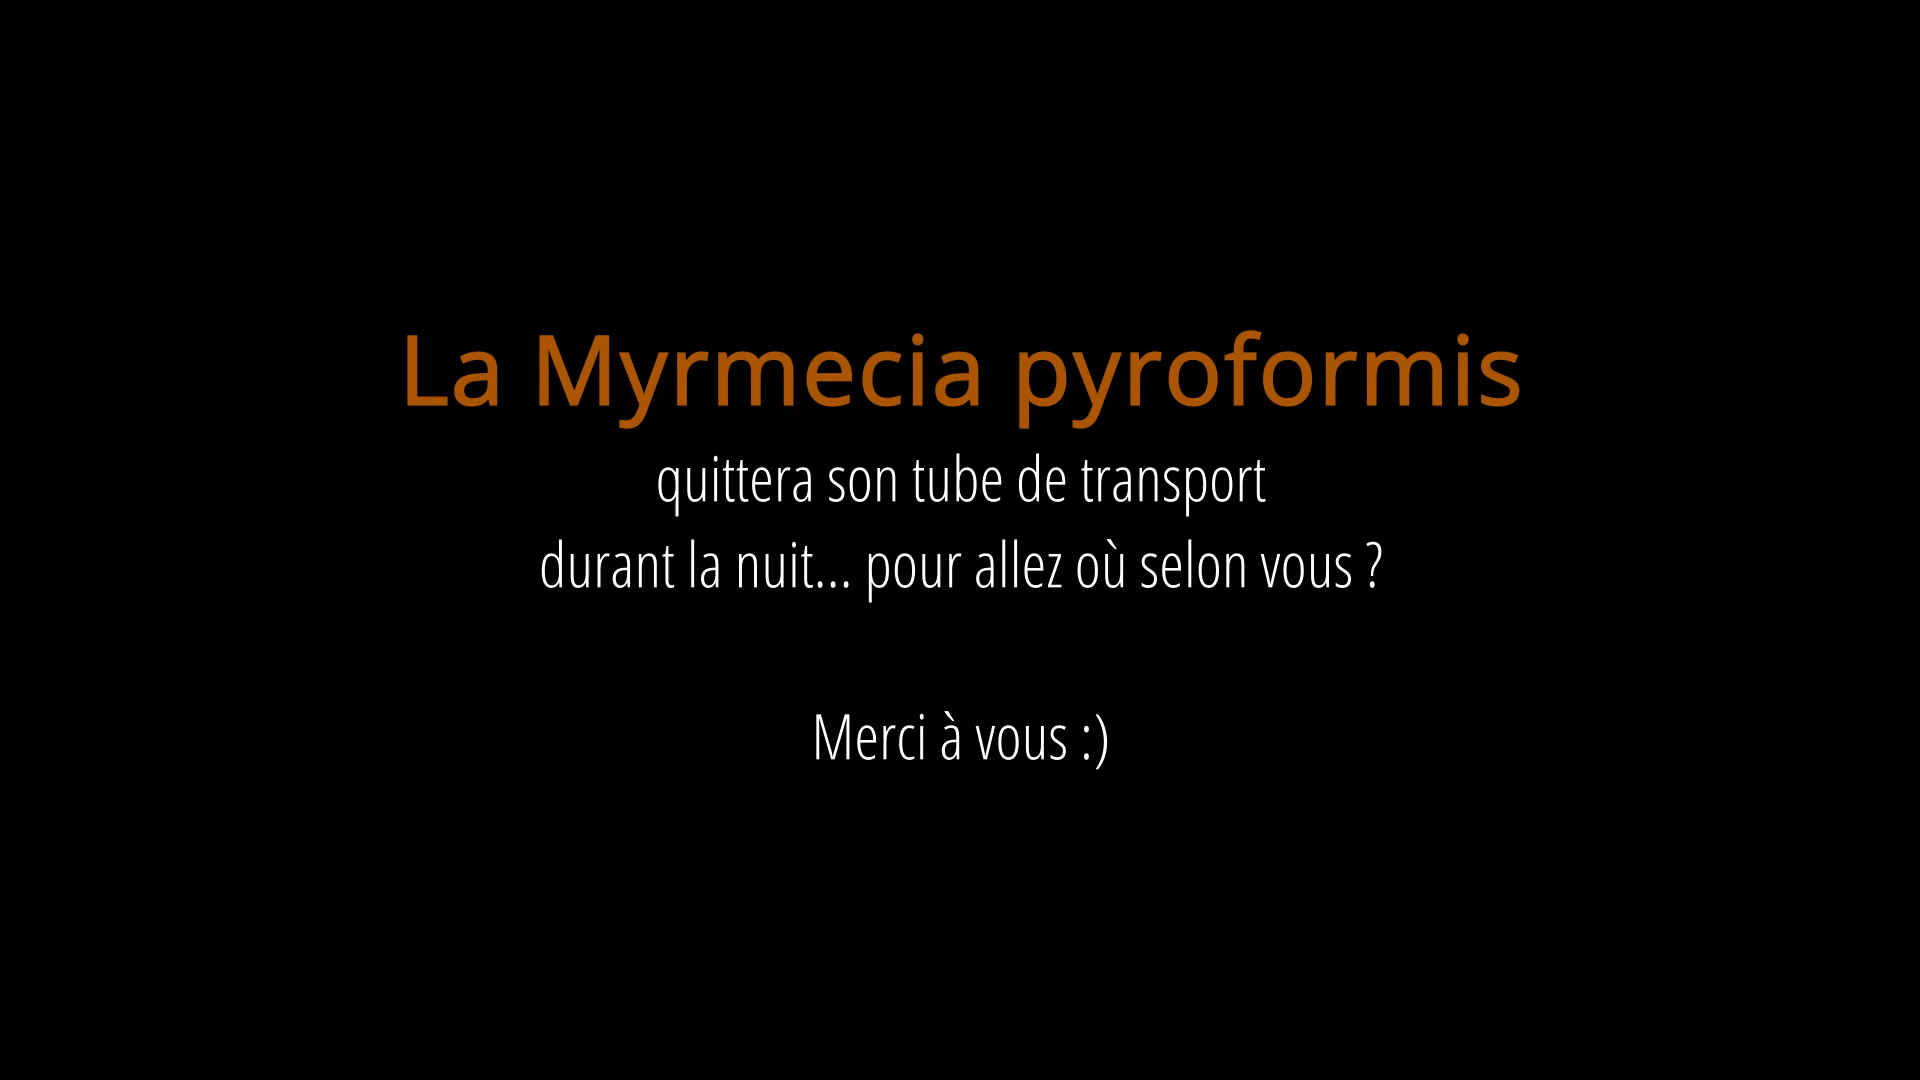 La Myrmecia pyroformis
quittera son tube de transport
durant la nuit... pour allez où selon vous ?
Merci à vous :)